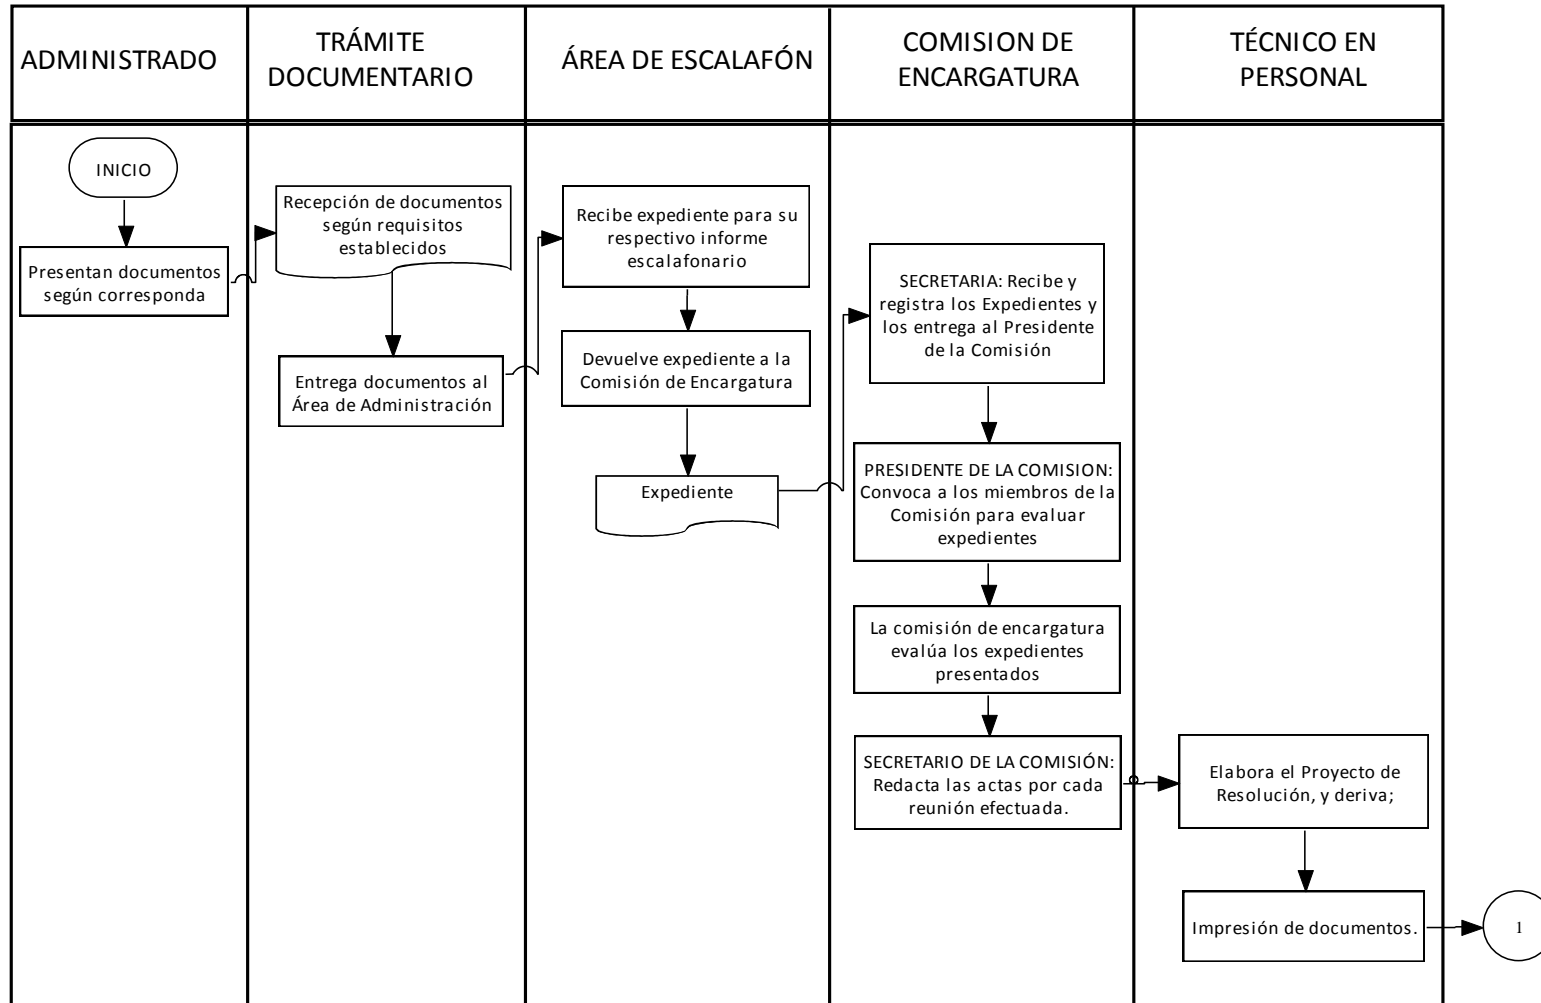 ADMINISTRADO
TRÁMITE
DOCUMENTARIO
ÁREA DE ESCALAFÓN
COMISION DE
ENCARGATURA
TÉCNICO EN
PERSONAL
INICIO
Presentan documentos
según corresponda
Recepción de documentos
según requisitos
establecidos
Entrega documentos al
Área de Administración
Recibe expediente para su
respectivo informe
escalafonario
Devuelve expediente a la
Comisión de Encargatura
Expediente
SECRETARIA: Recibe y
registra los Expedientes y
los entrega al Presidente
de la Comisión
PRESIDENTE DE LA COMISION:
Convoca a los miembros de la
Comisión para evaluar
expedientes
La comisión de encargatura
evalúa los expedientes
presentados
SECRETARIO DE LA COMISIÓN:
Redacta las actas por cada
reunión efectuada.
Elabora el Proyecto de
Resolución, y deriva;
Impresión de documentos.
1